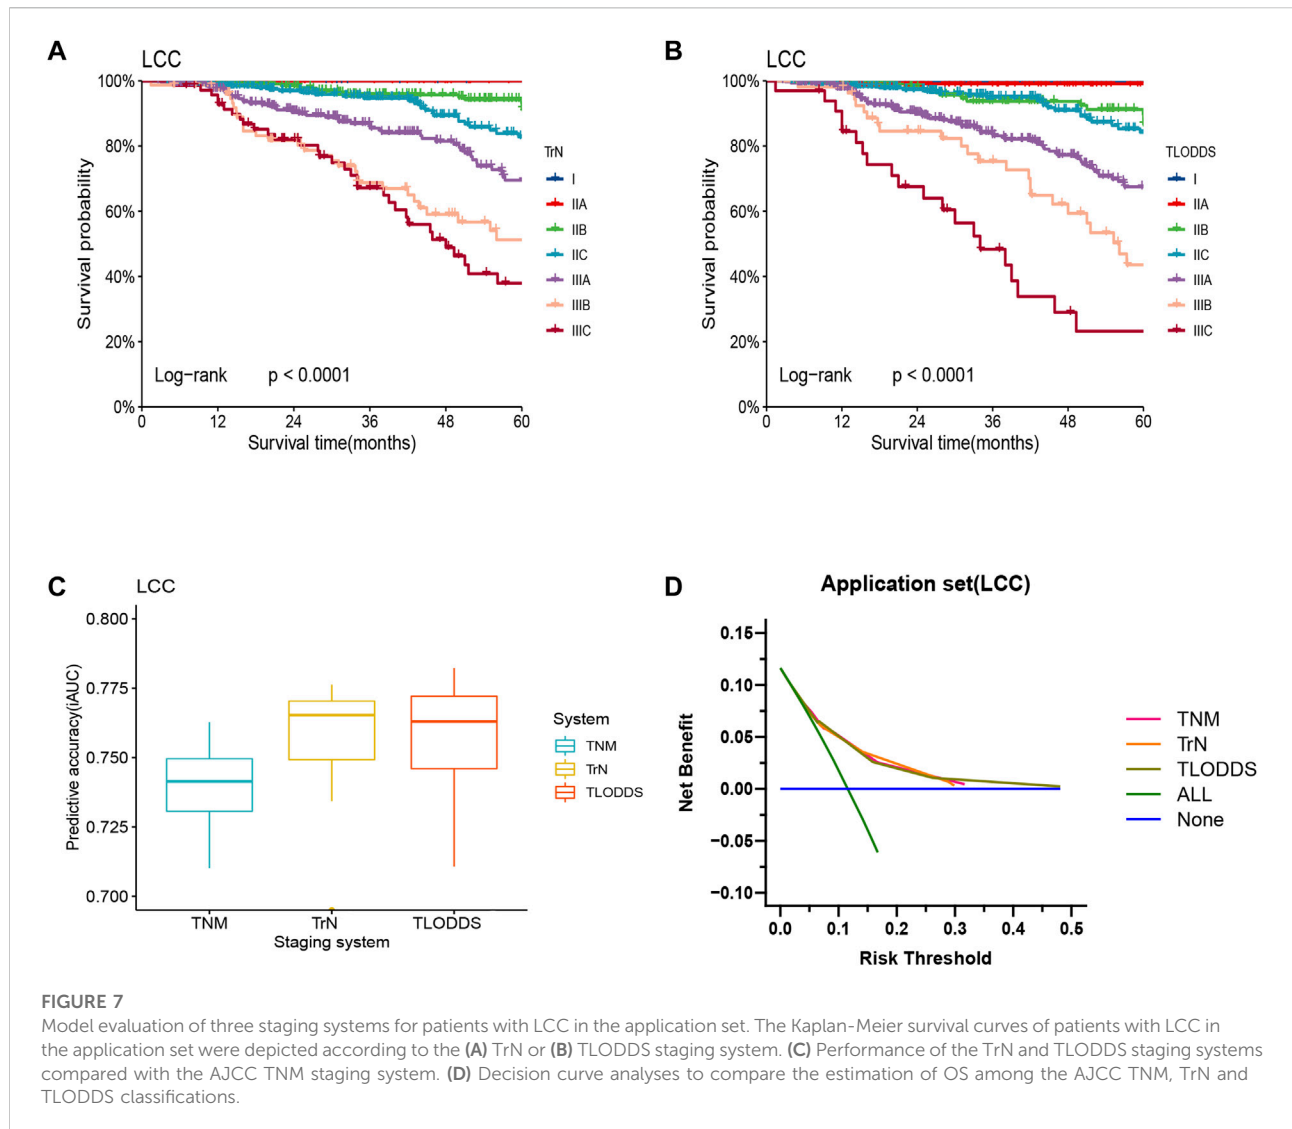 A
LCC
100%
80%
60%
40%
20%
0%
Survival probability
Log-rank p < 0.0001
0 12 24 36 48 60
Survival time(months)
TrN
I
IIA
IIB
IIC
IIIA
IIIB
IIIC
B
LCC
100%
80%
60%
40%
20%
0%
Survival probability
Log-rank p < 0.0001
0 12 24 36 48 60
Survival time(months)
TLODDS
I
IIA
IIB
IIC
IIIA
IIIB
IIIC
C
LCC
0.800
0.775
0.750
0.725
0.700
Predictive accuracy(iAUC)
TNM TrN TLODDS
Staging system
System
TNM
TrN
TLODDS
D
Application set(LCC)
0.15
0.10
0.05
0.00
−0.05
−0.10
Net Benefit
0.0 0.1 0.2 0.3 0.4 0.5
Risk Threshold
TNM
TrN
TLODDS
ALL
None
FIGURE 7
Model evaluation of three staging systems for patients with LCC in the application set. The Kaplan-Meier survival curves of patients with LCC in
the application set were depicted according to the (A) TrN or (B) TLODDS staging system. (C) Performance of the TrN and TLODDS staging systems
compared with the AJCC TNM staging system. (D) Decision curve analyses to compare the estimation of OS among the AJCC TNM, TrN and
TLODDS classifications.